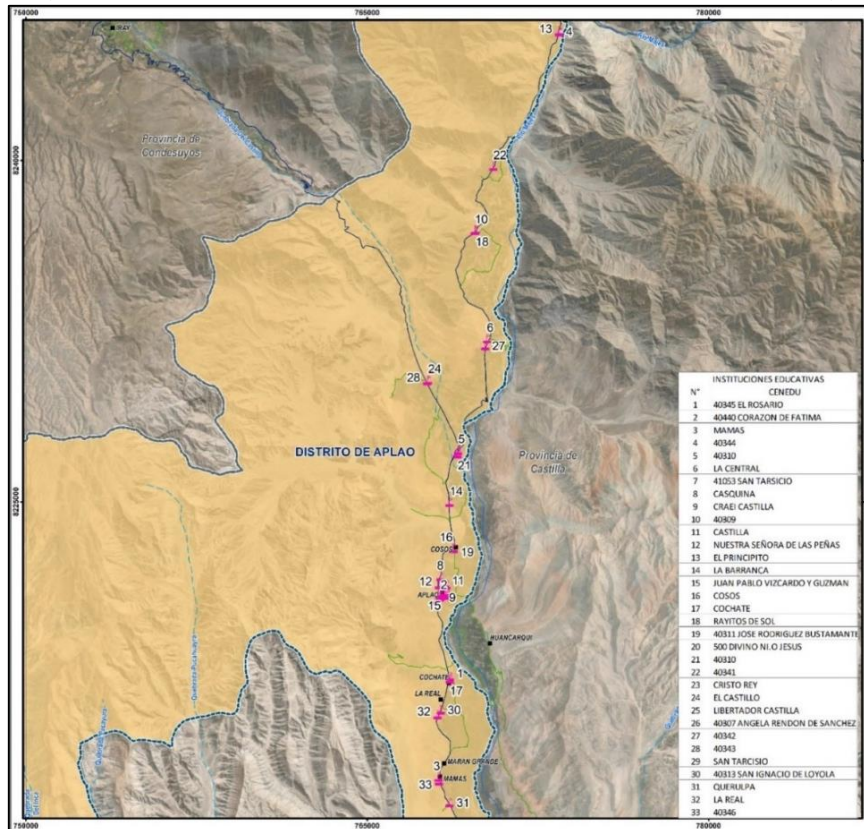 760000
765000
780000
13
4
Provincia de
Condesuyos
8240000
22
10
18
6
27
24
28
INSTITUCIONES EDUCATIVAS
N° CENEDU
1 40345 EL ROSARIO
2 40440 CORAZON DE FATIMA
3 MAMAS
4 40344
5 40310
6 LA CENTRAL
7 41053 SAN TARSICIO
8 CASQUINA
9 CRAEI CASTILLA
10 40309
11 CASTILLA
12 NUESTRA SEÑORA DE LAS PEÑAS
13 EL PRINCIPITO
14 LA BARRANCA
15 JUAN PABLO VIZCARDO Y GUZMAN
16 COSOS
17 COCHATE
18 RAYITOS DE SOL
19 40311 JOSE RODRIGUEZ BUSTAMANTE
20 500 DIVINO NI.O JESUS
21 40310
22 40341
23 CRISTO REY
24 EL CASTILLO
25 LIBERTADOR CASTILLA
26 40307 ANGELA RENDON DE SANCHEZ
27 40342
28 40343
29 SAN TARCISIO
30 40313 SAN IGNACIO DE LOYOLA
31 QUERULPA
32 LA REAL
33 40346
DISTRITO DE APLAO
5
21
Provincia de
Castilla
14
8225000
16
COSOS
19
8
12
2
11
APLAO
9
15
HUANCARQUI
COCHATE
1
17
LA REAL
32
30
MARAN GRANDE
3
MAMAS
33
31
760000
765000
780000